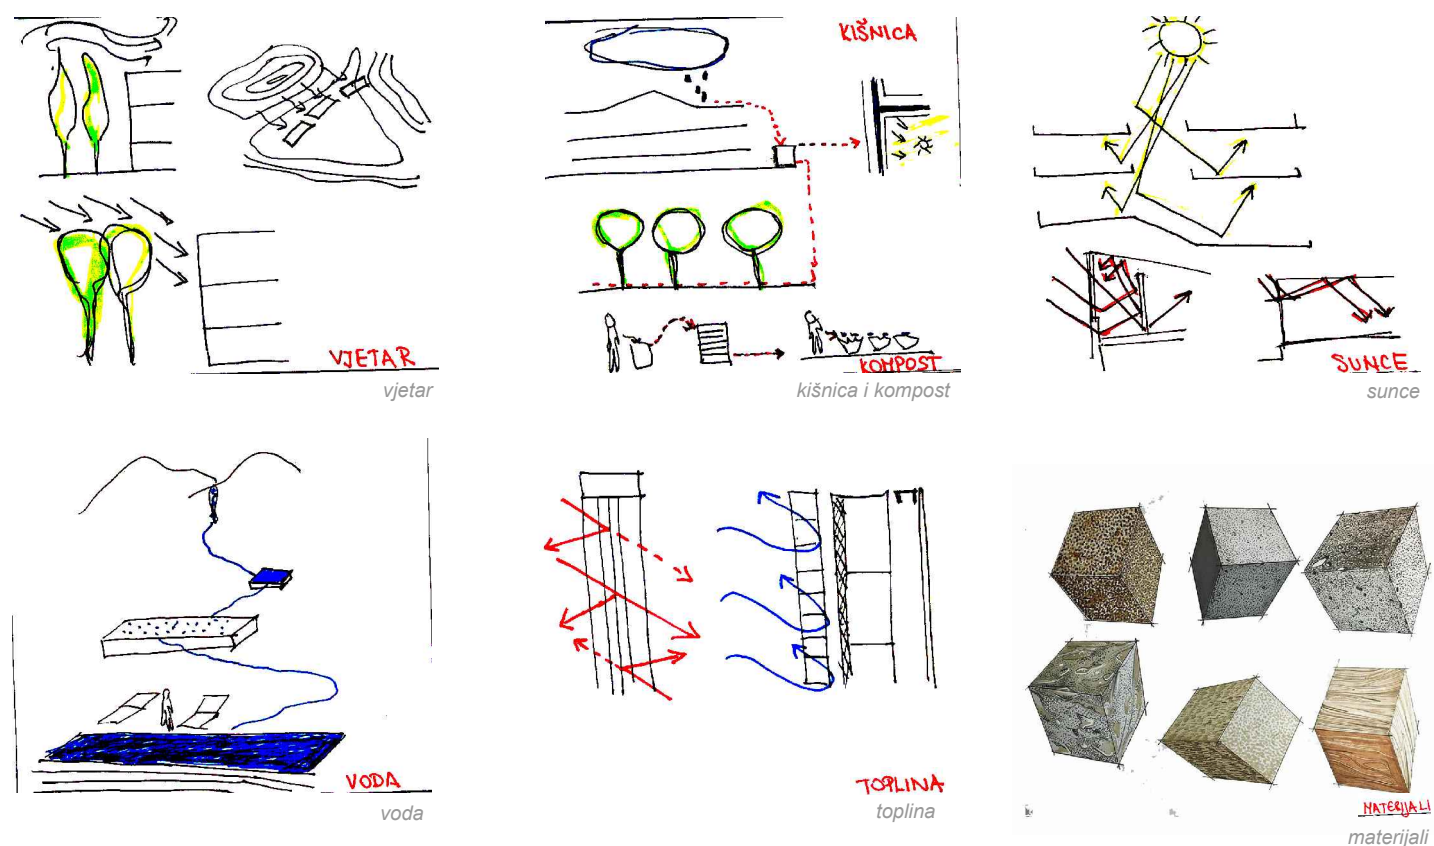 VJETAR
vjetar
KIŠNICA
KOMPOST
kišnica i kompost
SUNCE
sunce
VODA
voda
TOPLINA
toplina
MATERIJALI
materijali